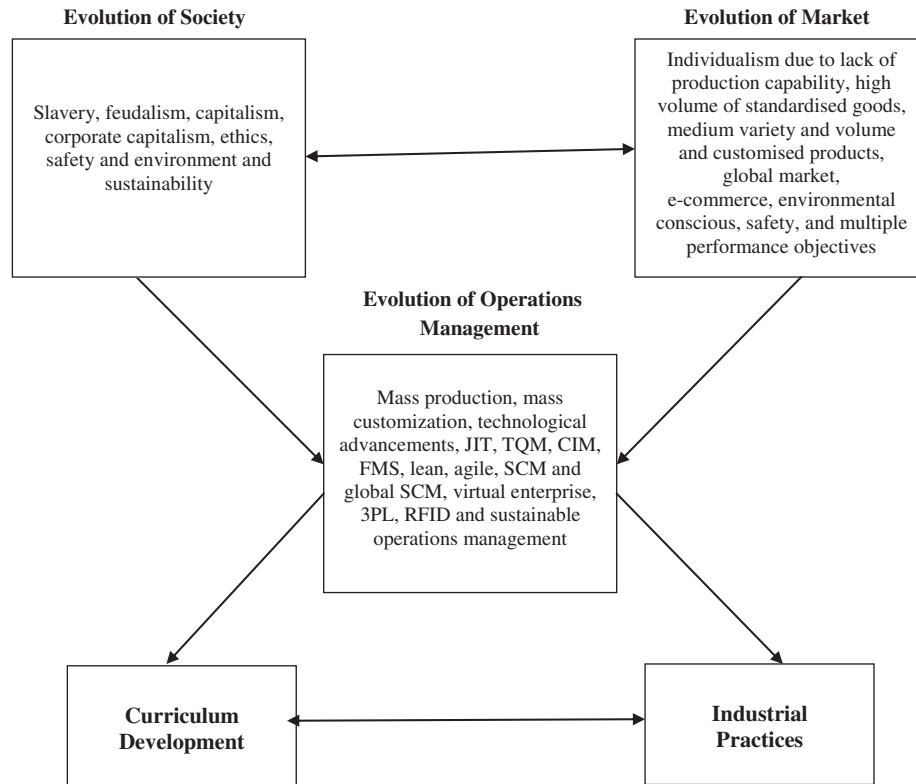 Evolution of Society
Slavery, feudalism, capitalism,
corporate capitalism, ethics,
safety and environment and
sustainability
Evolution of Market
Individualism due to lack of
production capability, high
volume of standardised goods,
medium variety and volume
and customised products,
global market,
e-commerce, environmental
conscious, safety, and multiple
performance objectives
Evolution of Operations
Management
Mass production, mass
customization, technological
advancements, JIT, TQM, CIM,
FMS, lean, agile, SCM and
global SCM, virtual enterprise,
3PL, RFID and sustainable
operations management
Curriculum
Development
Industrial
Practices